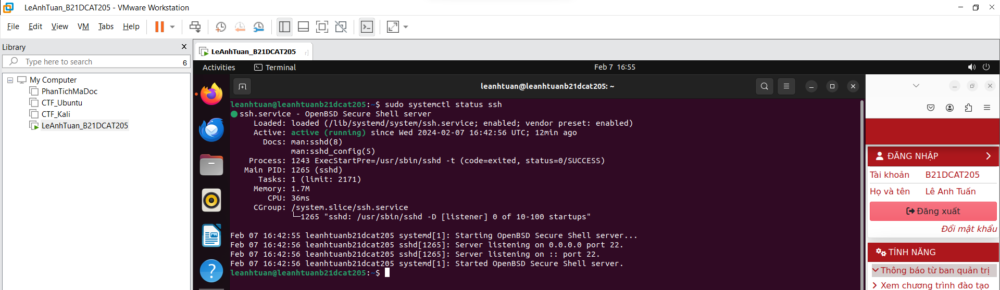 LeAnhTuan_B21DCAT205 - VMware Workstation
File Edit View VM Tabs Help
Library
Type here to search
6
My Computer
PhanTichMaDoc
CTF_Ubuntu
CTF_Kali
LeAnhTuan_B21DCAT205
LeAnhTuan_B21DCAT205
Activities Terminal Feb 7 16:55
leanhtuan@leanhtuanb21dcat205: ~
leanhtuan@leanhtuanb21dcat205:~$ sudo systemctl status ssh
ssh.service - OpenBSD Secure Shell server
Loaded: loaded (/lib/systemd/system/ssh.service; enabled; vendor preset: enabled)
Active: active (running) since Wed 2024-02-07 16:42:56 UTC; 12min ago
Docs: man:sshd(8)
man:sshd_config(5)
Process: 1243 ExecStartPre=/usr/sbin/sshd -t (code=exited, status=0/SUCCESS)
Main PID: 1265 (sshd)
Tasks: 1 (limit: 2171)
Memory: 1.7M
CPU: 36ms
CGroup: /system.slice/ssh.service
└─1265 "sshd: /usr/sbin/sshd -D [listener] 0 of 10-100 startups"
Feb 07 16:42:55 leanhtuanb21dcat205 systemd[1]: Starting OpenBSD Secure Shell server...
Feb 07 16:42:56 leanhtuanb21dcat205 sshd[1265]: Server listening on 0.0.0.0 port 22.
Feb 07 16:42:56 leanhtuanb21dcat205 sshd[1265]: Server listening on :: port 22.
Feb 07 16:42:56 leanhtuanb21dcat205 systemd[1]: Started OpenBSD Secure Shell server.
leanhtuan@leanhtuanb21dcat205:~$
ĐĂNG NHẬP
Tài khoản B21DCAT205
Họ và tên Lê Anh Tuấn
Đăng xuất
Đổi mật khẩu
TÍNH NĂNG
Thông báo từ ban quản trị
Xem chương trình đào tạo